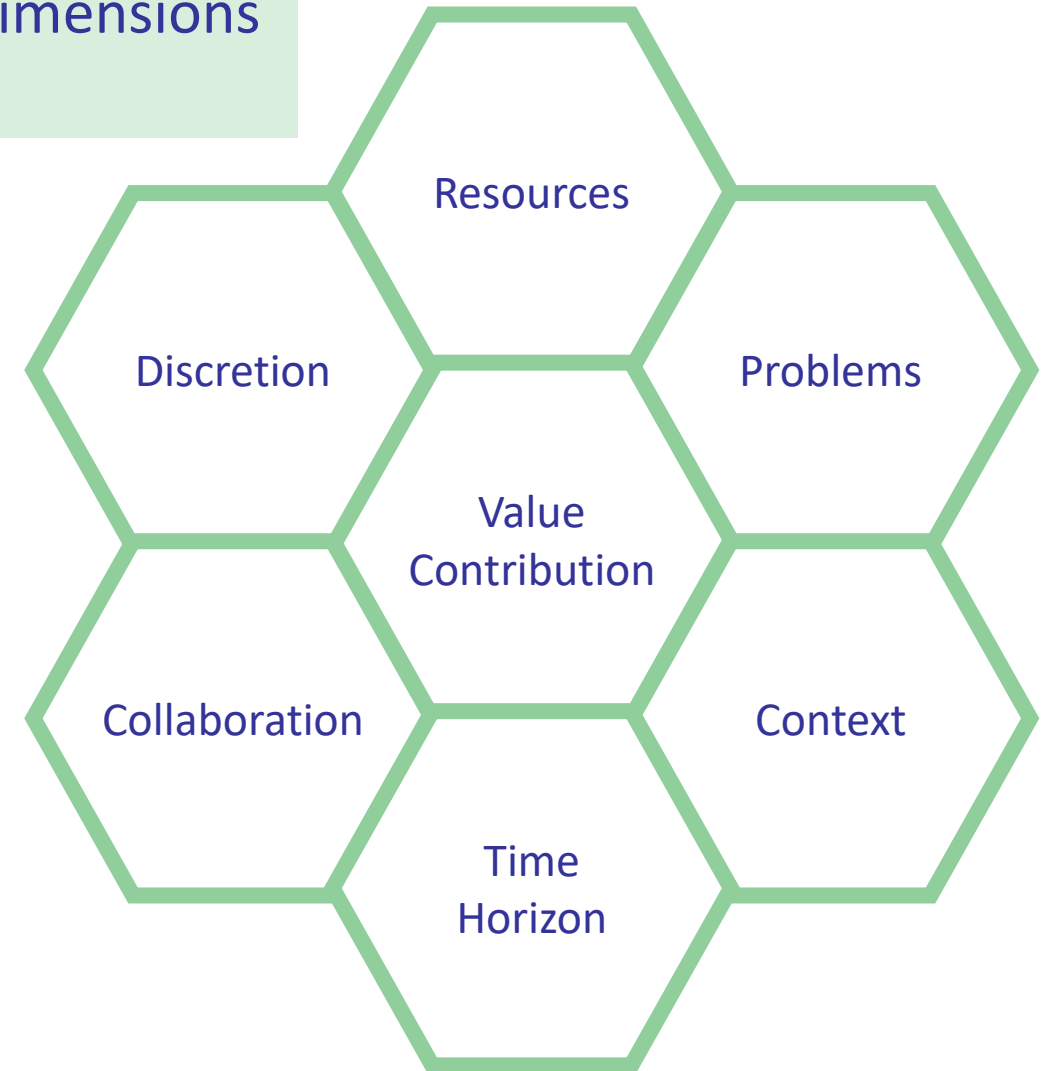 imensions
Resources
Discretion
Problems
Value
Contribution
Collaboration
Context
Time
Horizon